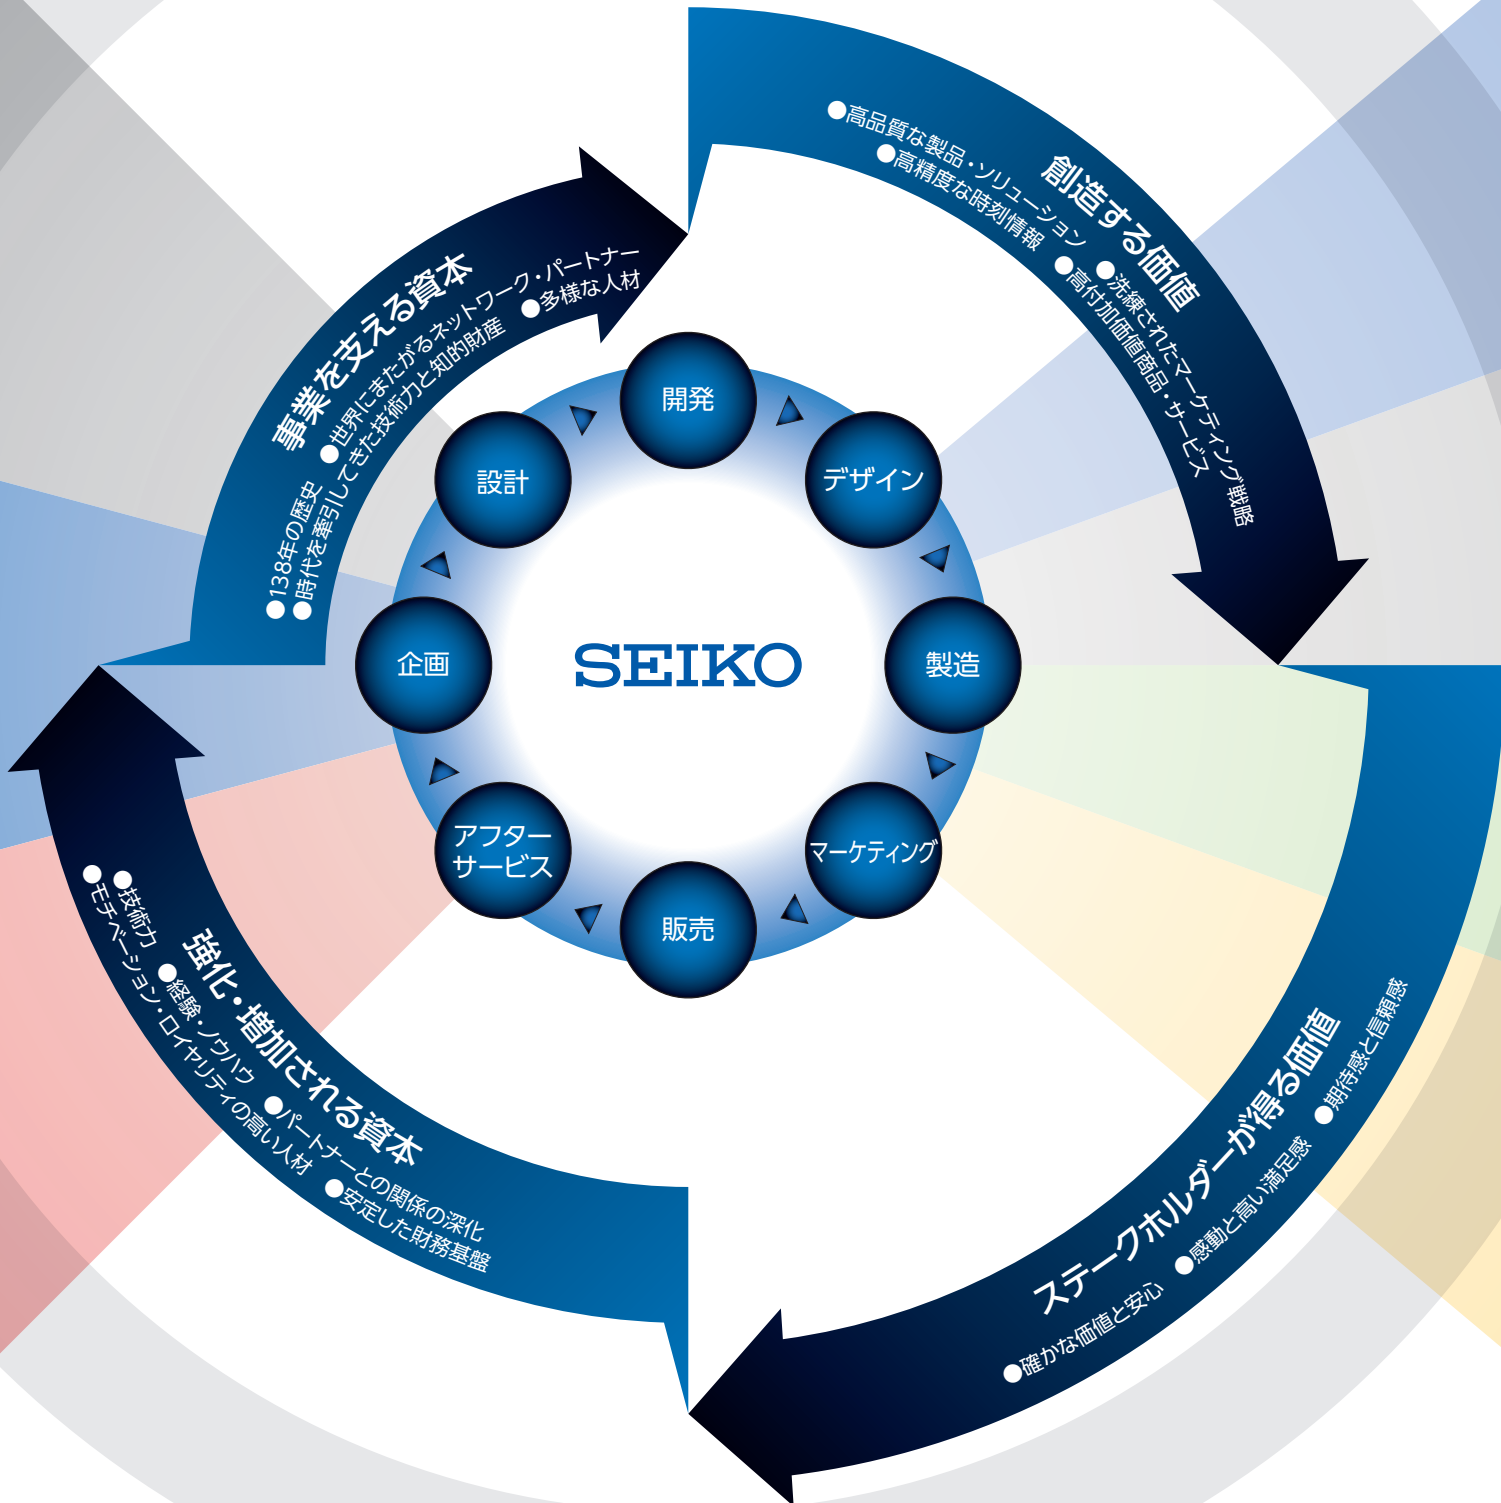 事業を支える資本
●138年の歴史 ●世界にまたがるネットワーク・パートナー
●時代を牽引してきた技術力と知的財産 ●多様な人材
創造する価値
●高品質な製品・ソリューション ●洗練されたマーケティング戦略
●高精度な時刻情報 ●高付加価値商品・サービス
ステークホルダーが得る価値
●確かな価値と安心 ●感動と高い満足感 ●期待感と信頼感
強化・増加される資本
●技術力 ●経験・ノウハウ ●パートナーとの関係の深化
●モチベーション・ロイヤリティの高い人材 ●安定した財務基盤
開発
デザイン
製造
マーケティング
販売
アフター
サービス
企画
設計
SEIKO